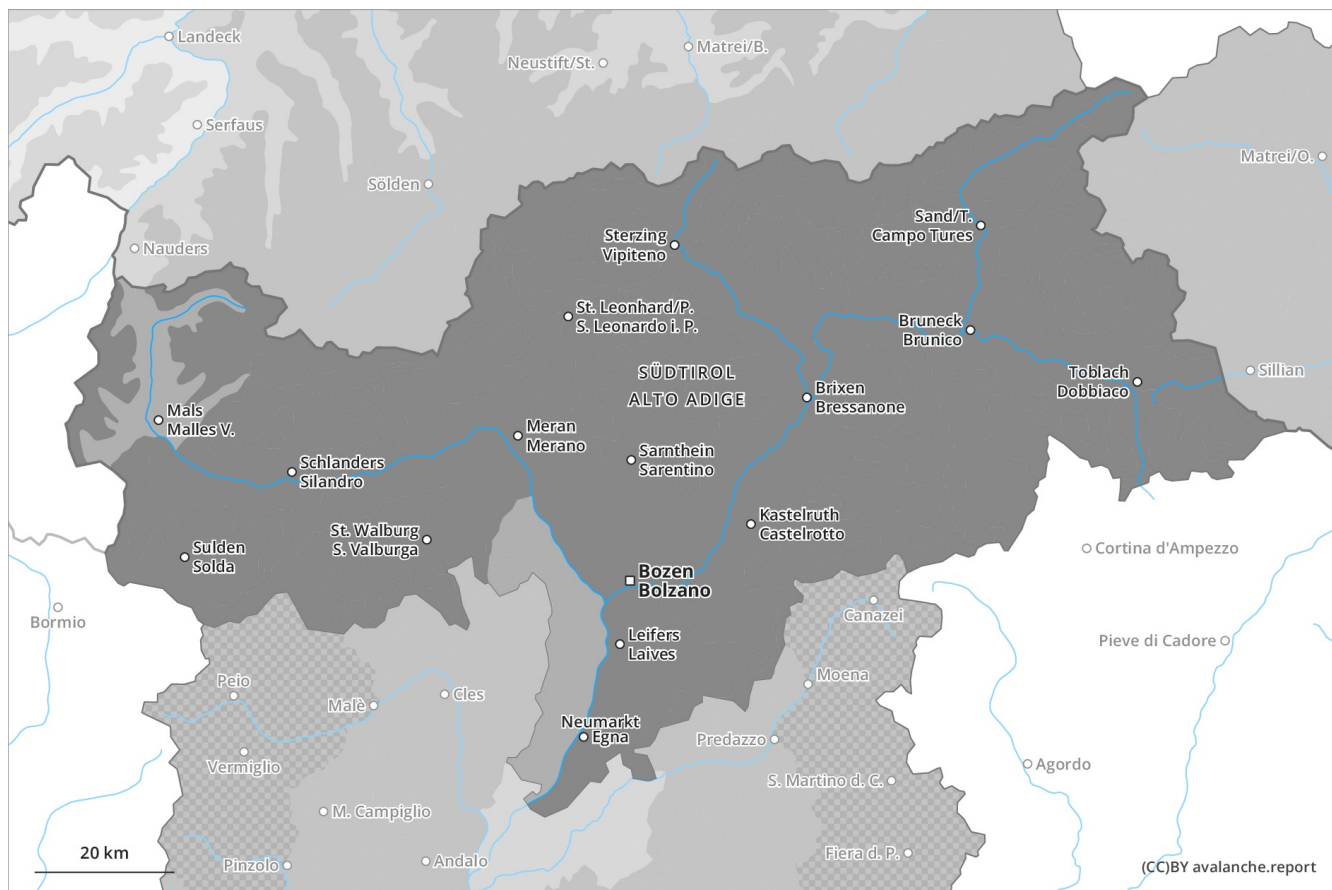 Landeck
Matrei/B.
Neustift/St.
Serfaus
Matrei/O.
Sölden
Sand/T.
Campo Tures
Sterzing
Vipiteno
Nauders
St. Leonhard/P.
S. Leonardo i. P.
Bruneck
Brunico
SÜDTIROL
ALTO ADIGE
Toblach
Dobbiaco
Sillian
Brixen
Bressanone
Mals
Malles V.
Meran
Merano
Sarnthein
Sarentino
Schlanders
Silandro
Kastelruth
Castelrotto
St. Walburg
S. Valburga
Sulden
Solda
Cortina d'Ampezzo
Bozen
Bolzano
Bormio
Canazei
Leifers
Laives
Pieve di Cadore
Peio
Malè
Cles
Moena
Neumarkt
Egna
Predazzo
Vermiglio
Agordo
S. Martino d. C.
M. Campiglio
20 km
Pinzolo
Andalo
Fiera d. P.
(CC)BY avalanche.report